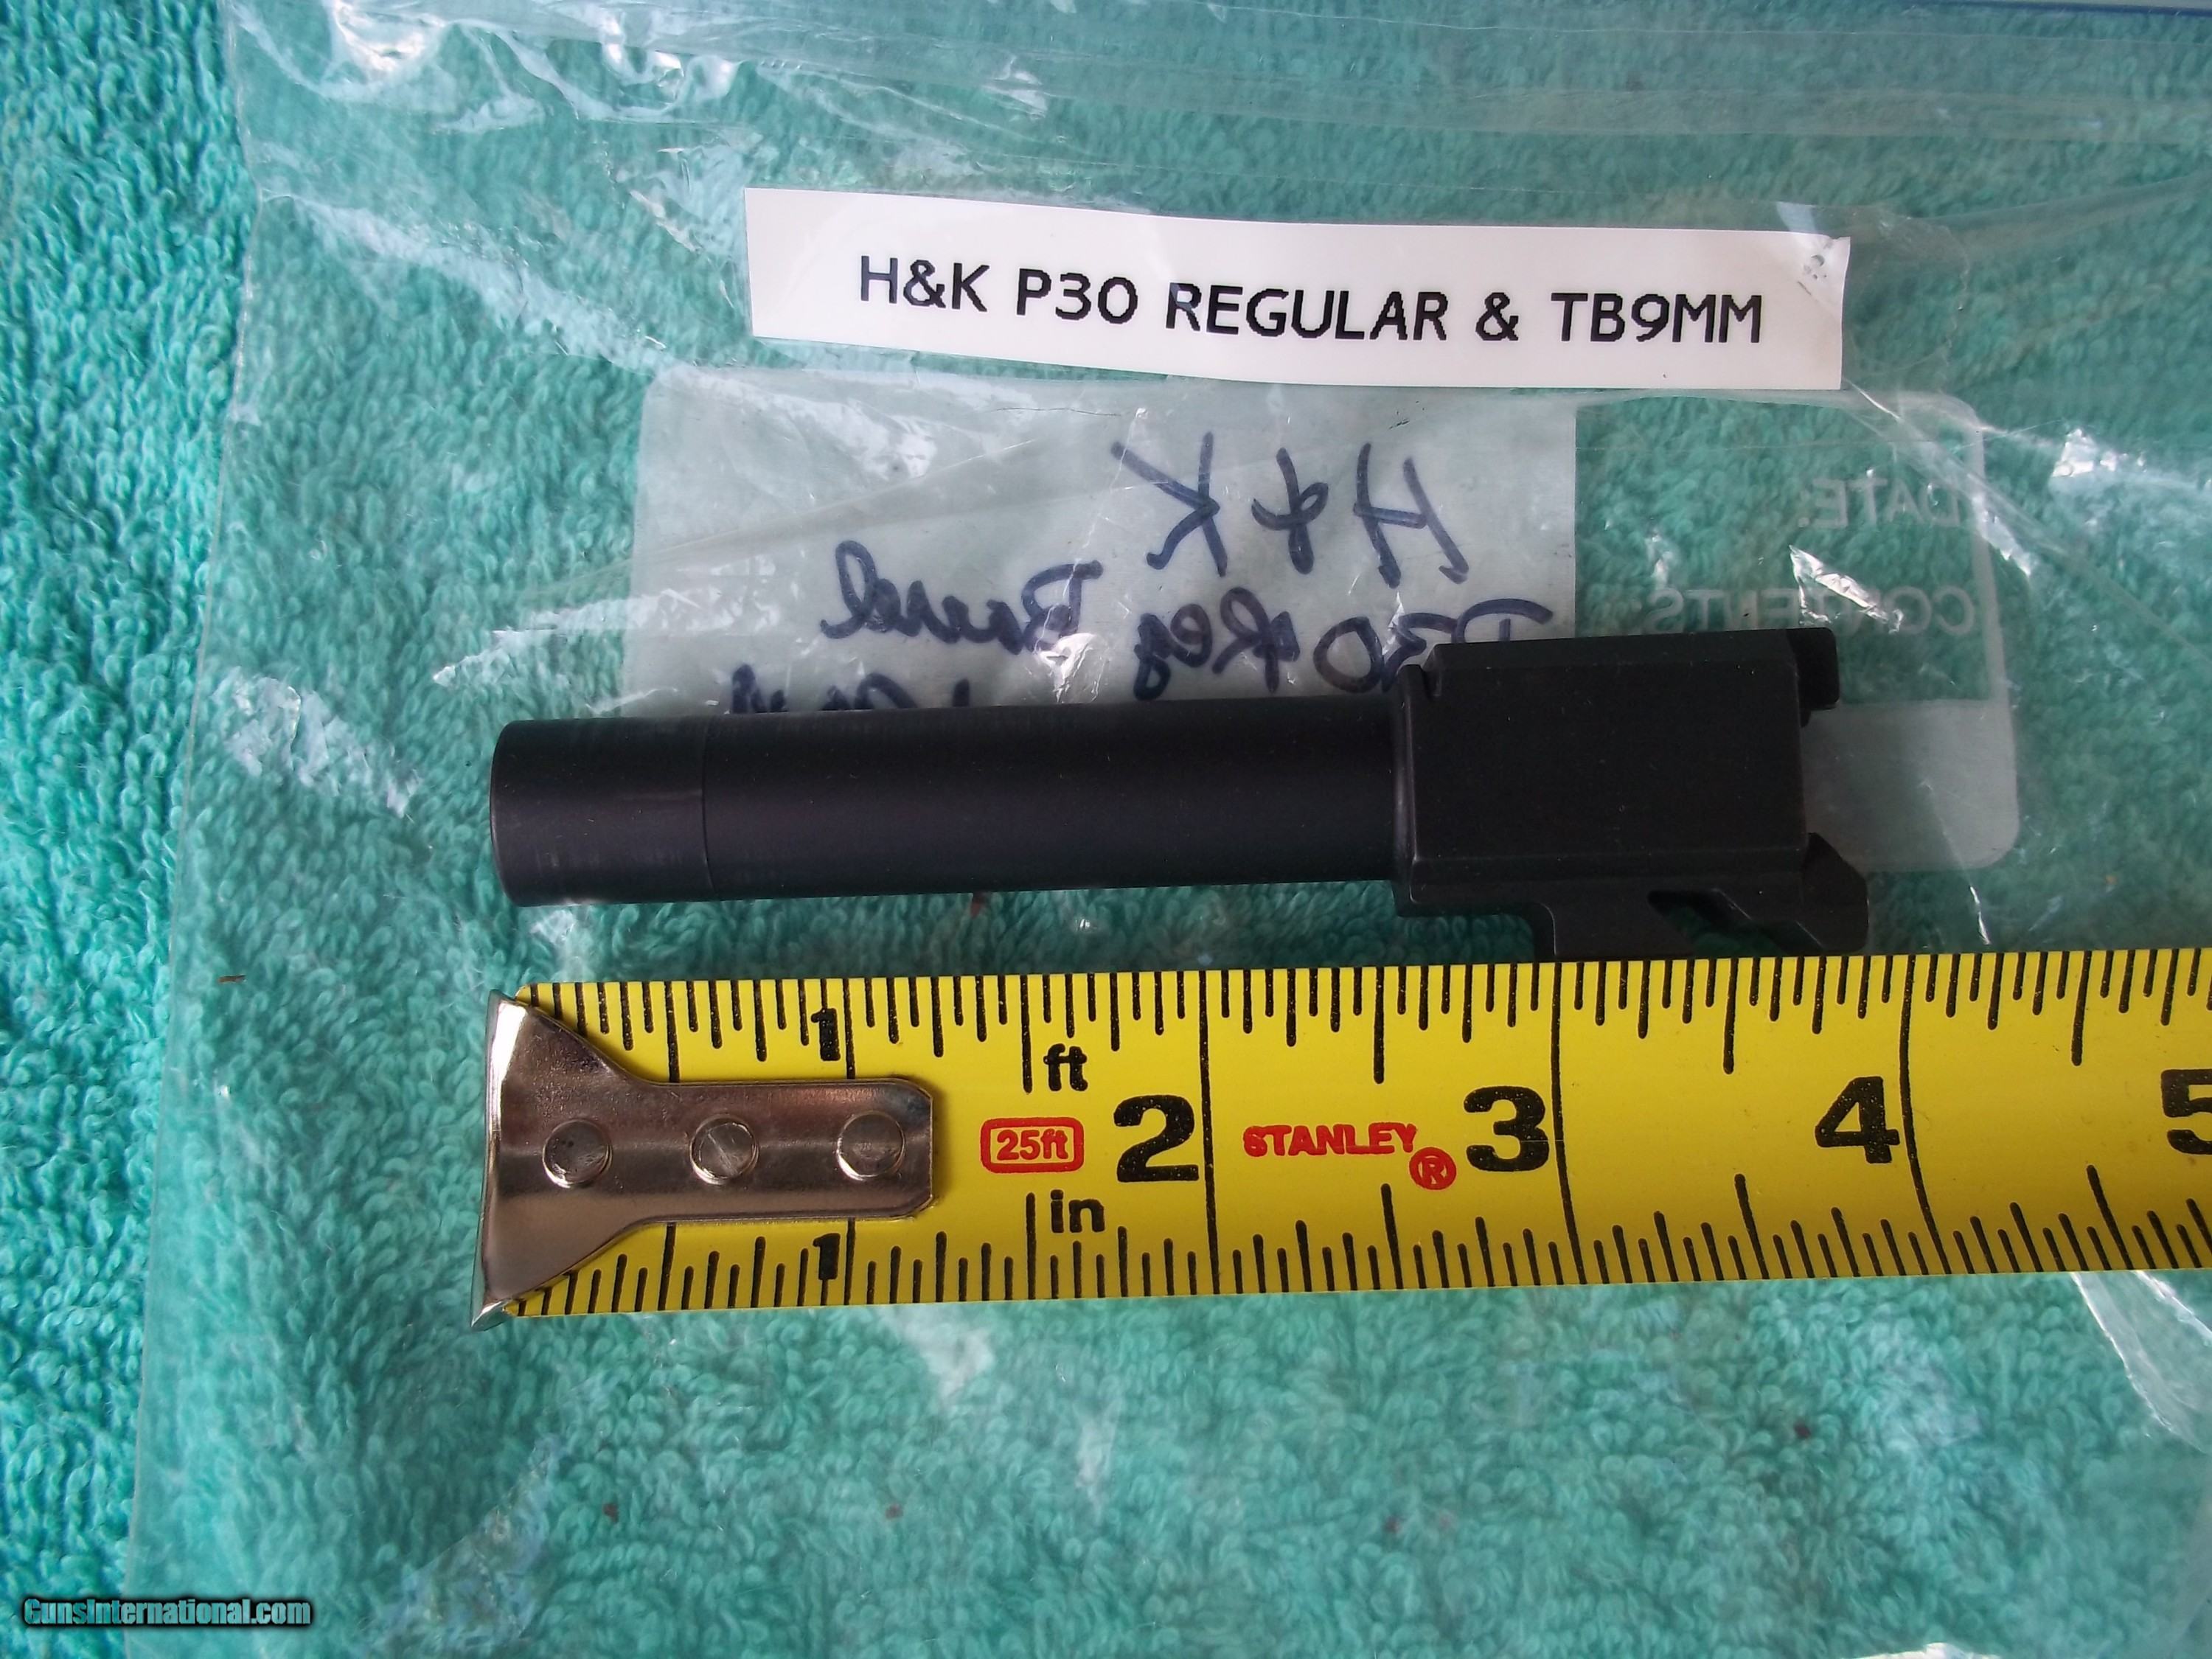 H&K P30 REGULAR & TB9MM
H & K
DATE:
P30 Reg Barrel
CONTENTS:
1 ft 2 3 4 5
25ft STANLEY®
in
1
GunsInternational.com